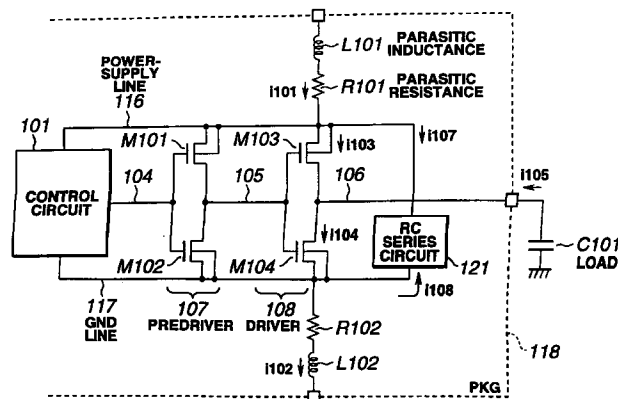 L101 PARASITIC
INDUCTANCE
POWER-
SUPPLY
LINE
116
i101
R101 PARASITIC
RESISTANCE
101
M101
M103
i103
i107
CONTROL
CIRCUIT
104
105
106
i105
i104
RC
SERIES
CIRCUIT
C101
LOAD
M102
M104
121
117
GND
LINE
107
PREDRIVER
108
DRIVER
i108
R102
i102
L102
118
PKG